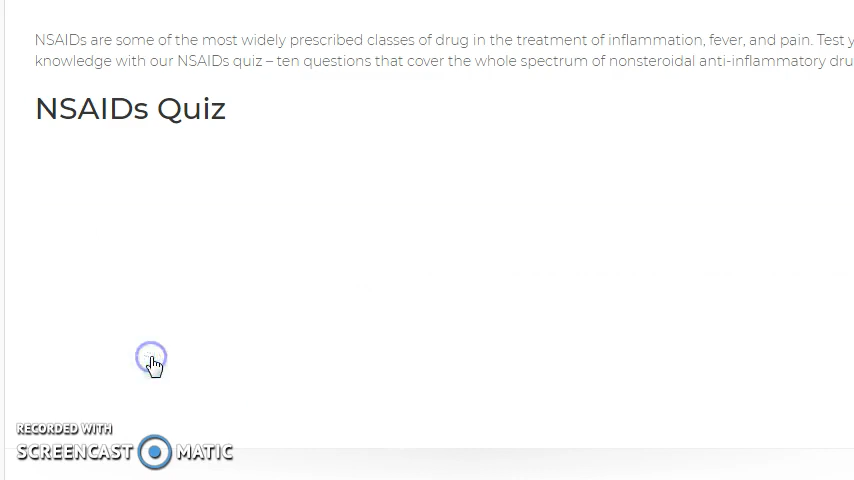 NSAIDs are some of the most widely prescribed classes of drug in the treatment of inflammation, fever, and pain. Test y
knowledge with our NSAIDs quiz – ten questions that cover the whole spectrum of nonsteroidal anti-inflammatory dru
NSAIDs Quiz
RECORDED WITH
SCREENCAST MATIC